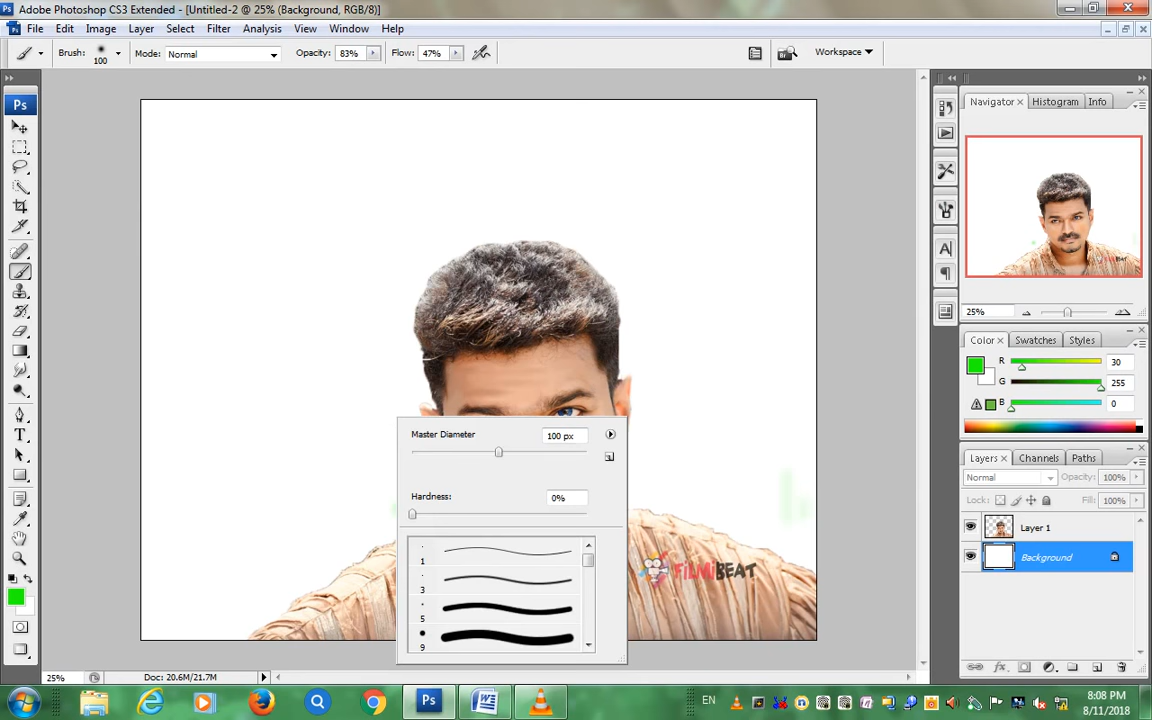 Adobe Photoshop CS3 Extended - [Untitled-2 @ 25% (Background, RGB/8)]
File Edit Image Layer Select Filter Analysis View Window Help
Brush: 100 Mode: Normal Opacity: 83% Flow: 47% Workspace
Ps
Navigator Histogram Info
25%
Color Swatches Styles
R 30
G 255
B 0
Layers Channels Paths
Normal Opacity: 100%
Lock: Fill: 100%
Layer 1
Background
Master Diameter 100 px
Hardness: 0%
1
3
5
9
FILMIBEAT
25% Doc: 20.6M/21.7M
EN
8:08 PM
8/11/2018